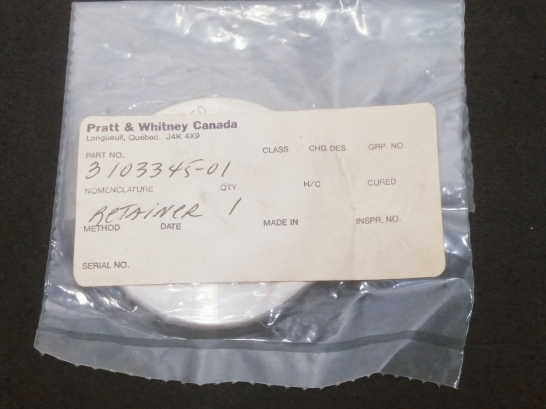 Pratt & Whitney Canada
Longueuil, Québec, J4K 4X9
PART NO. CLASS CHG DES. GRP. NO.
3103345-01
NOMENCLATURE QTY. H/C CURED
RETAINER 1
METHOD DATE MADE IN INSPR. NO.
SERIAL NO.